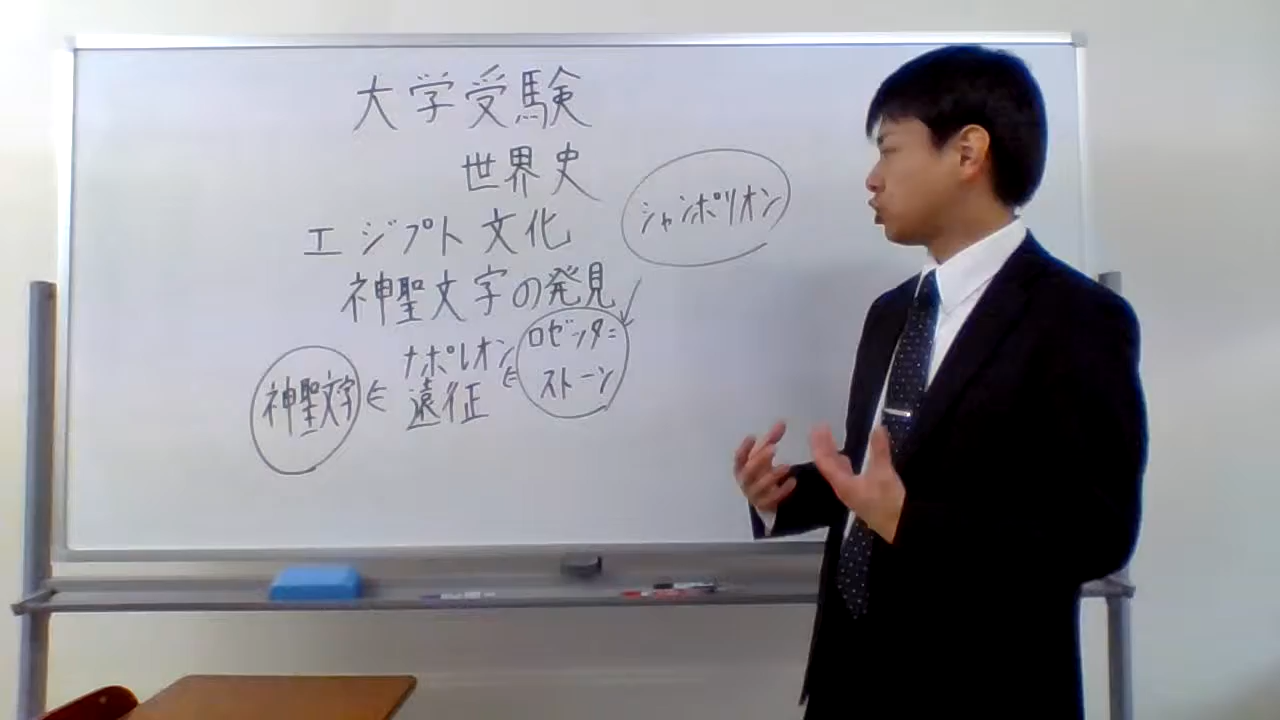 大学受験
世界史
エジプト文化
シャンポリオン
神聖文字の発見
神聖文字
ナポレオン
遠征
ロゼッタ=
ストーン